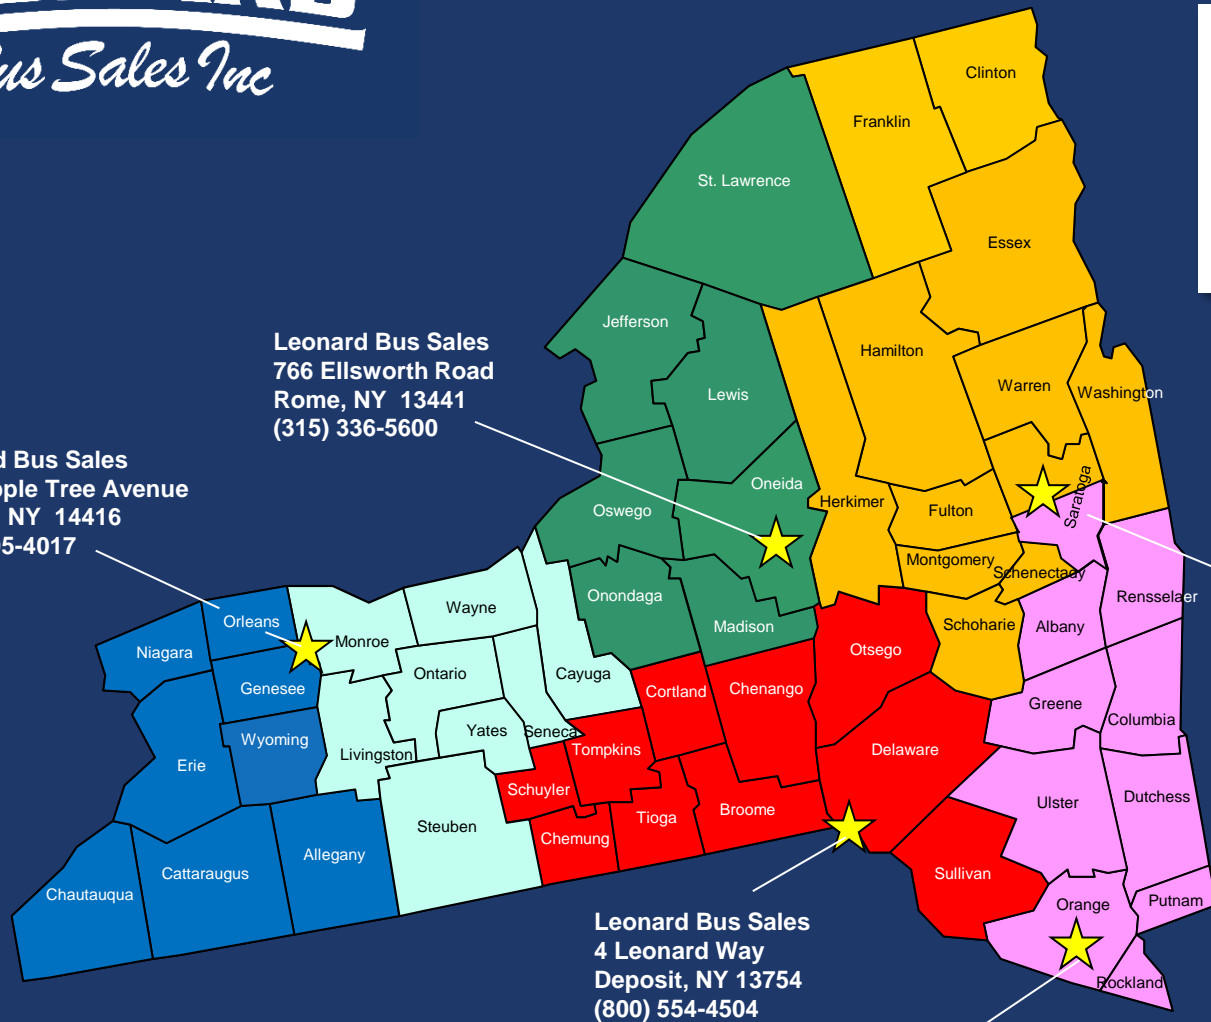 us Sales Inc
Clinton
Franklin
St. Lawrence
Essex
Jefferson
Hamilton
Lewis
Warren
Washington
Leonard Bus Sales
766 Ellsworth Road
Rome, NY 13441
(315) 336-5600
Oneida
Oswego
Herkimer
Fulton
Saratoga
d Bus Sales
ple Tree Avenue
NY 14416
5-4017
Montgomery
Schenectady
Onondaga
Madison
Wayne
Orleans
Monroe
Niagara
Genesee
Ontario
Cayuga
Cortland
Chenango
Otsego
Schoharie
Albany
Rensselaer
Greene
Columbia
Wyoming
Erie
Livingston
Yates
Seneca
Tompkins
Delaware
Schuyler
Ulster
Dutchess
Steuben
Chemung
Tioga
Broome
Allegany
Cattaraugus
Chautauqua
Sullivan
Orange
Putnam
Rockland
Leonard Bus Sales
4 Leonard Way
Deposit, NY 13754
(800) 554-4504